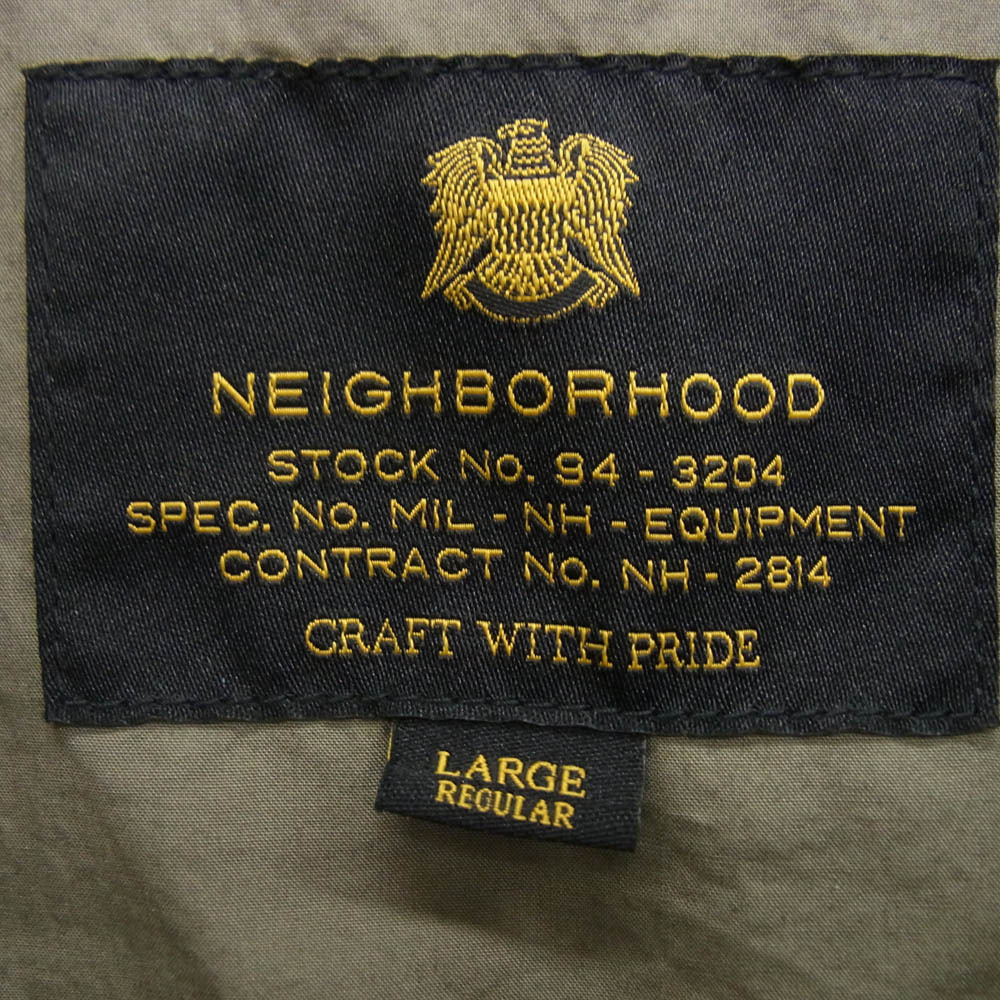 NEIGHBORHOOD
STOCK No. 94 - 3204
SPEC. No. MIL - NH - EQUIPMENT
CONTRACT No. NH - 2814
CRAFT WITH PRIDE
LARGE
REGULAR